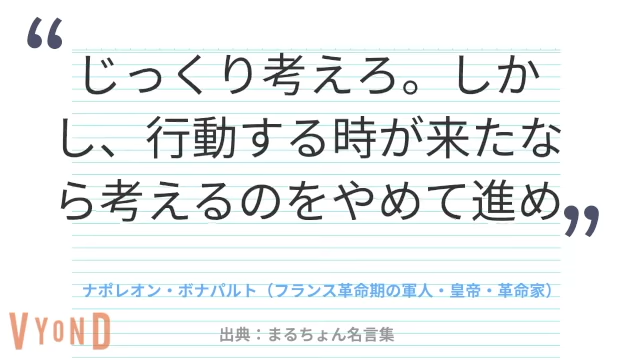 “
じっくり考えろ。しか
し、行動する時が来たな
ら考えるのをやめて進め
”
ナポレオン・ボナパルト（フランス革命期の軍人・皇帝・革命家）
VYOND
出典：まるちょん名言集